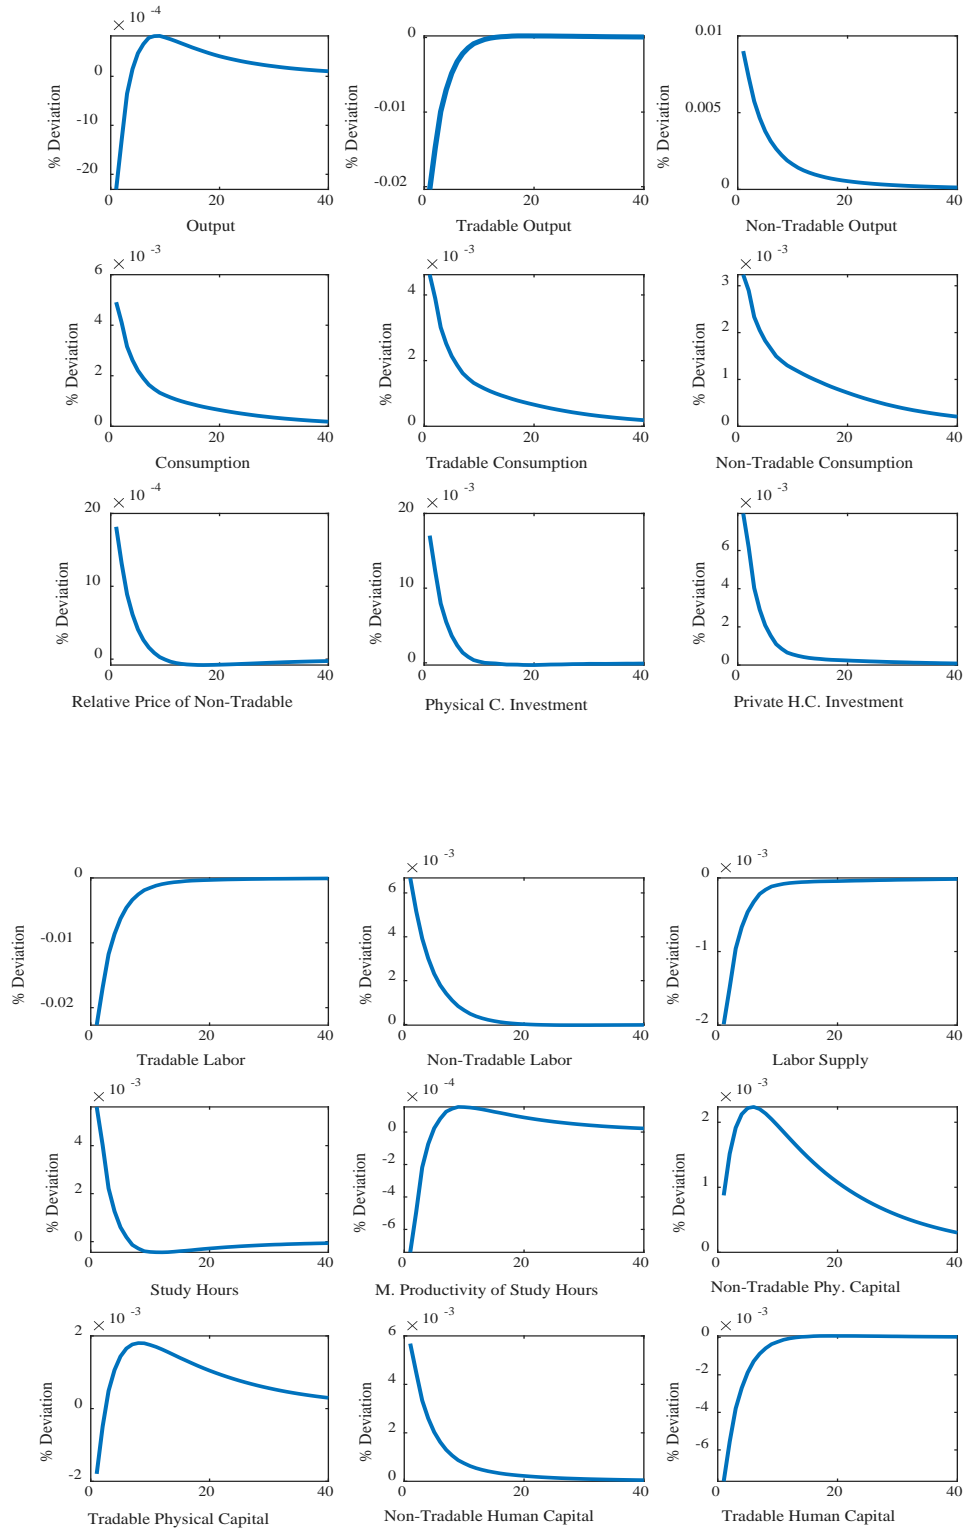 × 10 -4
0
-10
-20
% Deviation
0 20 40
Output
0
-0.01
-0.02
% Deviation
0 20 40
Tradable Output
0.01
0.005
0
% Deviation
0 20 40
Non-Tradable Output
× 10 -3
6
4
2
0
% Deviation
0 20 40
Consumption
× 10 -3
4
2
0
% Deviation
0 20 40
Tradable Consumption
× 10 -3
3
2
1
0
% Deviation
0 20 40
Non-Tradable Consumption
× 10 -4
20
10
0
% Deviation
0 20 40
Relative Price of Non-Tradable
× 10 -3
20
10
0
% Deviation
0 20 40
Physical C. Investment
× 10 -3
6
4
2
0
% Deviation
0 20 40
Private H.C. Investment
0
-0.01
-0.02
% Deviation
0 20 40
Tradable Labor
× 10 -3
6
4
2
0
% Deviation
0 20 40
Non-Tradable Labor
× 10 -3
0
-1
-2
% Deviation
0 20 40
Labor Supply
× 10 -3
4
2
0
% Deviation
0 20 40
Study Hours
× 10 -4
0
-2
-4
-6
% Deviation
0 20 40
M. Productivity of Study Hours
× 10 -3
2
1
0
% Deviation
0 20 40
Non-Tradable Phy. Capital
× 10 -3
2
0
-2
% Deviation
0 20 40
Tradable Physical Capital
× 10 -3
6
4
2
0
% Deviation
0 20 40
Non-Tradable Human Capital
× 10 -3
0
-2
-4
-6
% Deviation
0 20 40
Tradable Human Capital